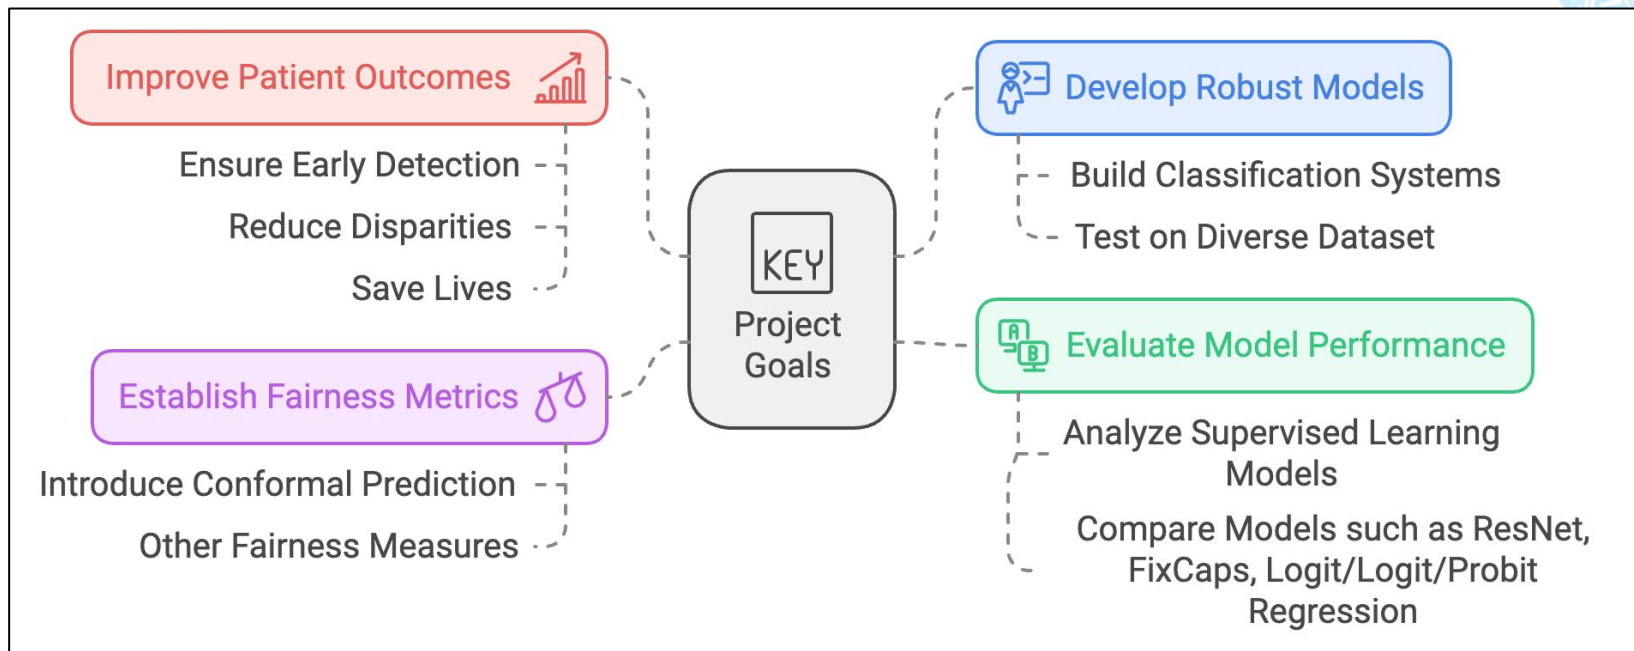 Improve Patient Outcomes
Ensure Early Detection
Reduce Disparities
Save Lives
Establish Fairness Metrics
Introduce Conformal Prediction
Other Fairness Measures
KEY
Project
Goals
Develop Robust Models
Build Classification Systems
Test on Diverse Dataset
A
B
Evaluate Model Performance
Analyze Supervised Learning
Models
Compare Models such as ResNet,
FixCaps, Logit/Logit/Probit
Regression